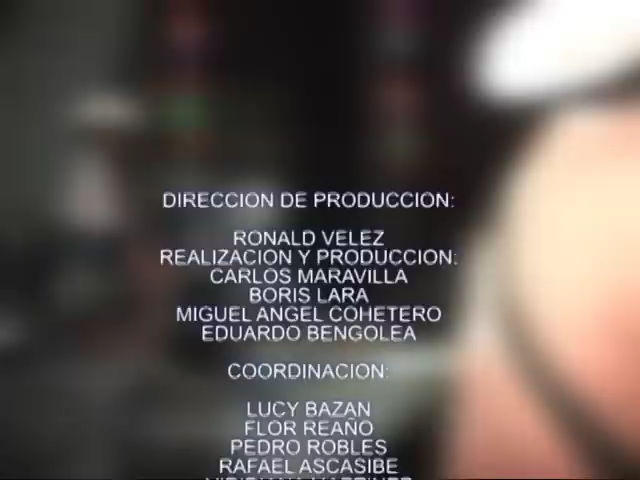 DIRECCION DE PRODUCCION:
RONALD VELEZ
REALIZACION Y PRODUCCION:
CARLOS MARAVILLA
BORIS LARA
MIGUEL ANGEL COHETERO
EDUARDO BENGOLEA
COORDINACION:
LUCY BAZAN
FLOR REAÑO
PEDRO ROBLES
RAFAEL ASCASIBE